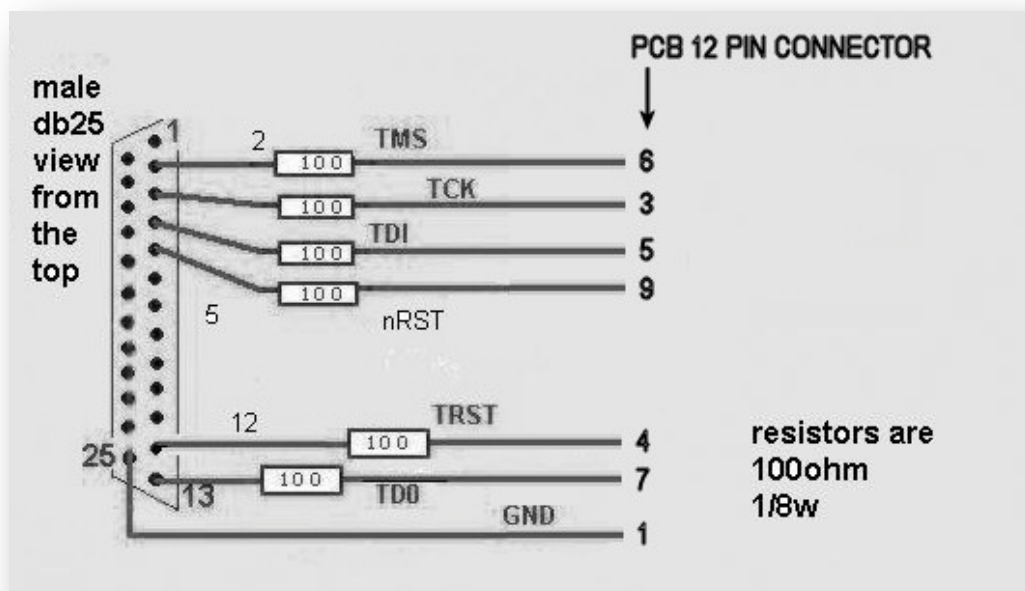 PCB 12 PIN CONNECTOR
male
db25
view
from
the
top
1
2
100
TMS
6
100
TCK
3
100
TDI
5
100
9
5
nRST
12
TRST
100
4
25
100
7
13
TD0
GND
1
resistors are
100ohm
1/8w